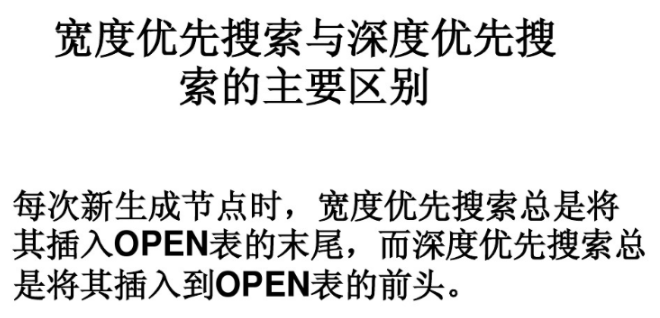 宽度优先搜索与深度优先搜
索的主要区别
每次新生成节点时，宽度优先搜索总是将
其插入OPEN表的末尾，而深度优先搜索总
是将其插入到OPEN表的前头。